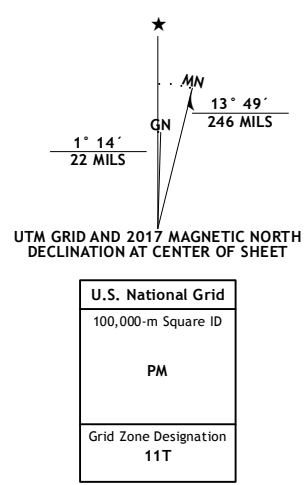 ★
MN
GN
13° 49´
246 MILS
1° 14´
22 MILS
UTM GRID AND 2017 MAGNETIC NORTH
DECLINATION AT CENTER OF SHEET
U.S. National Grid
100,000-m Square ID
PM
Grid Zone Designation
11T